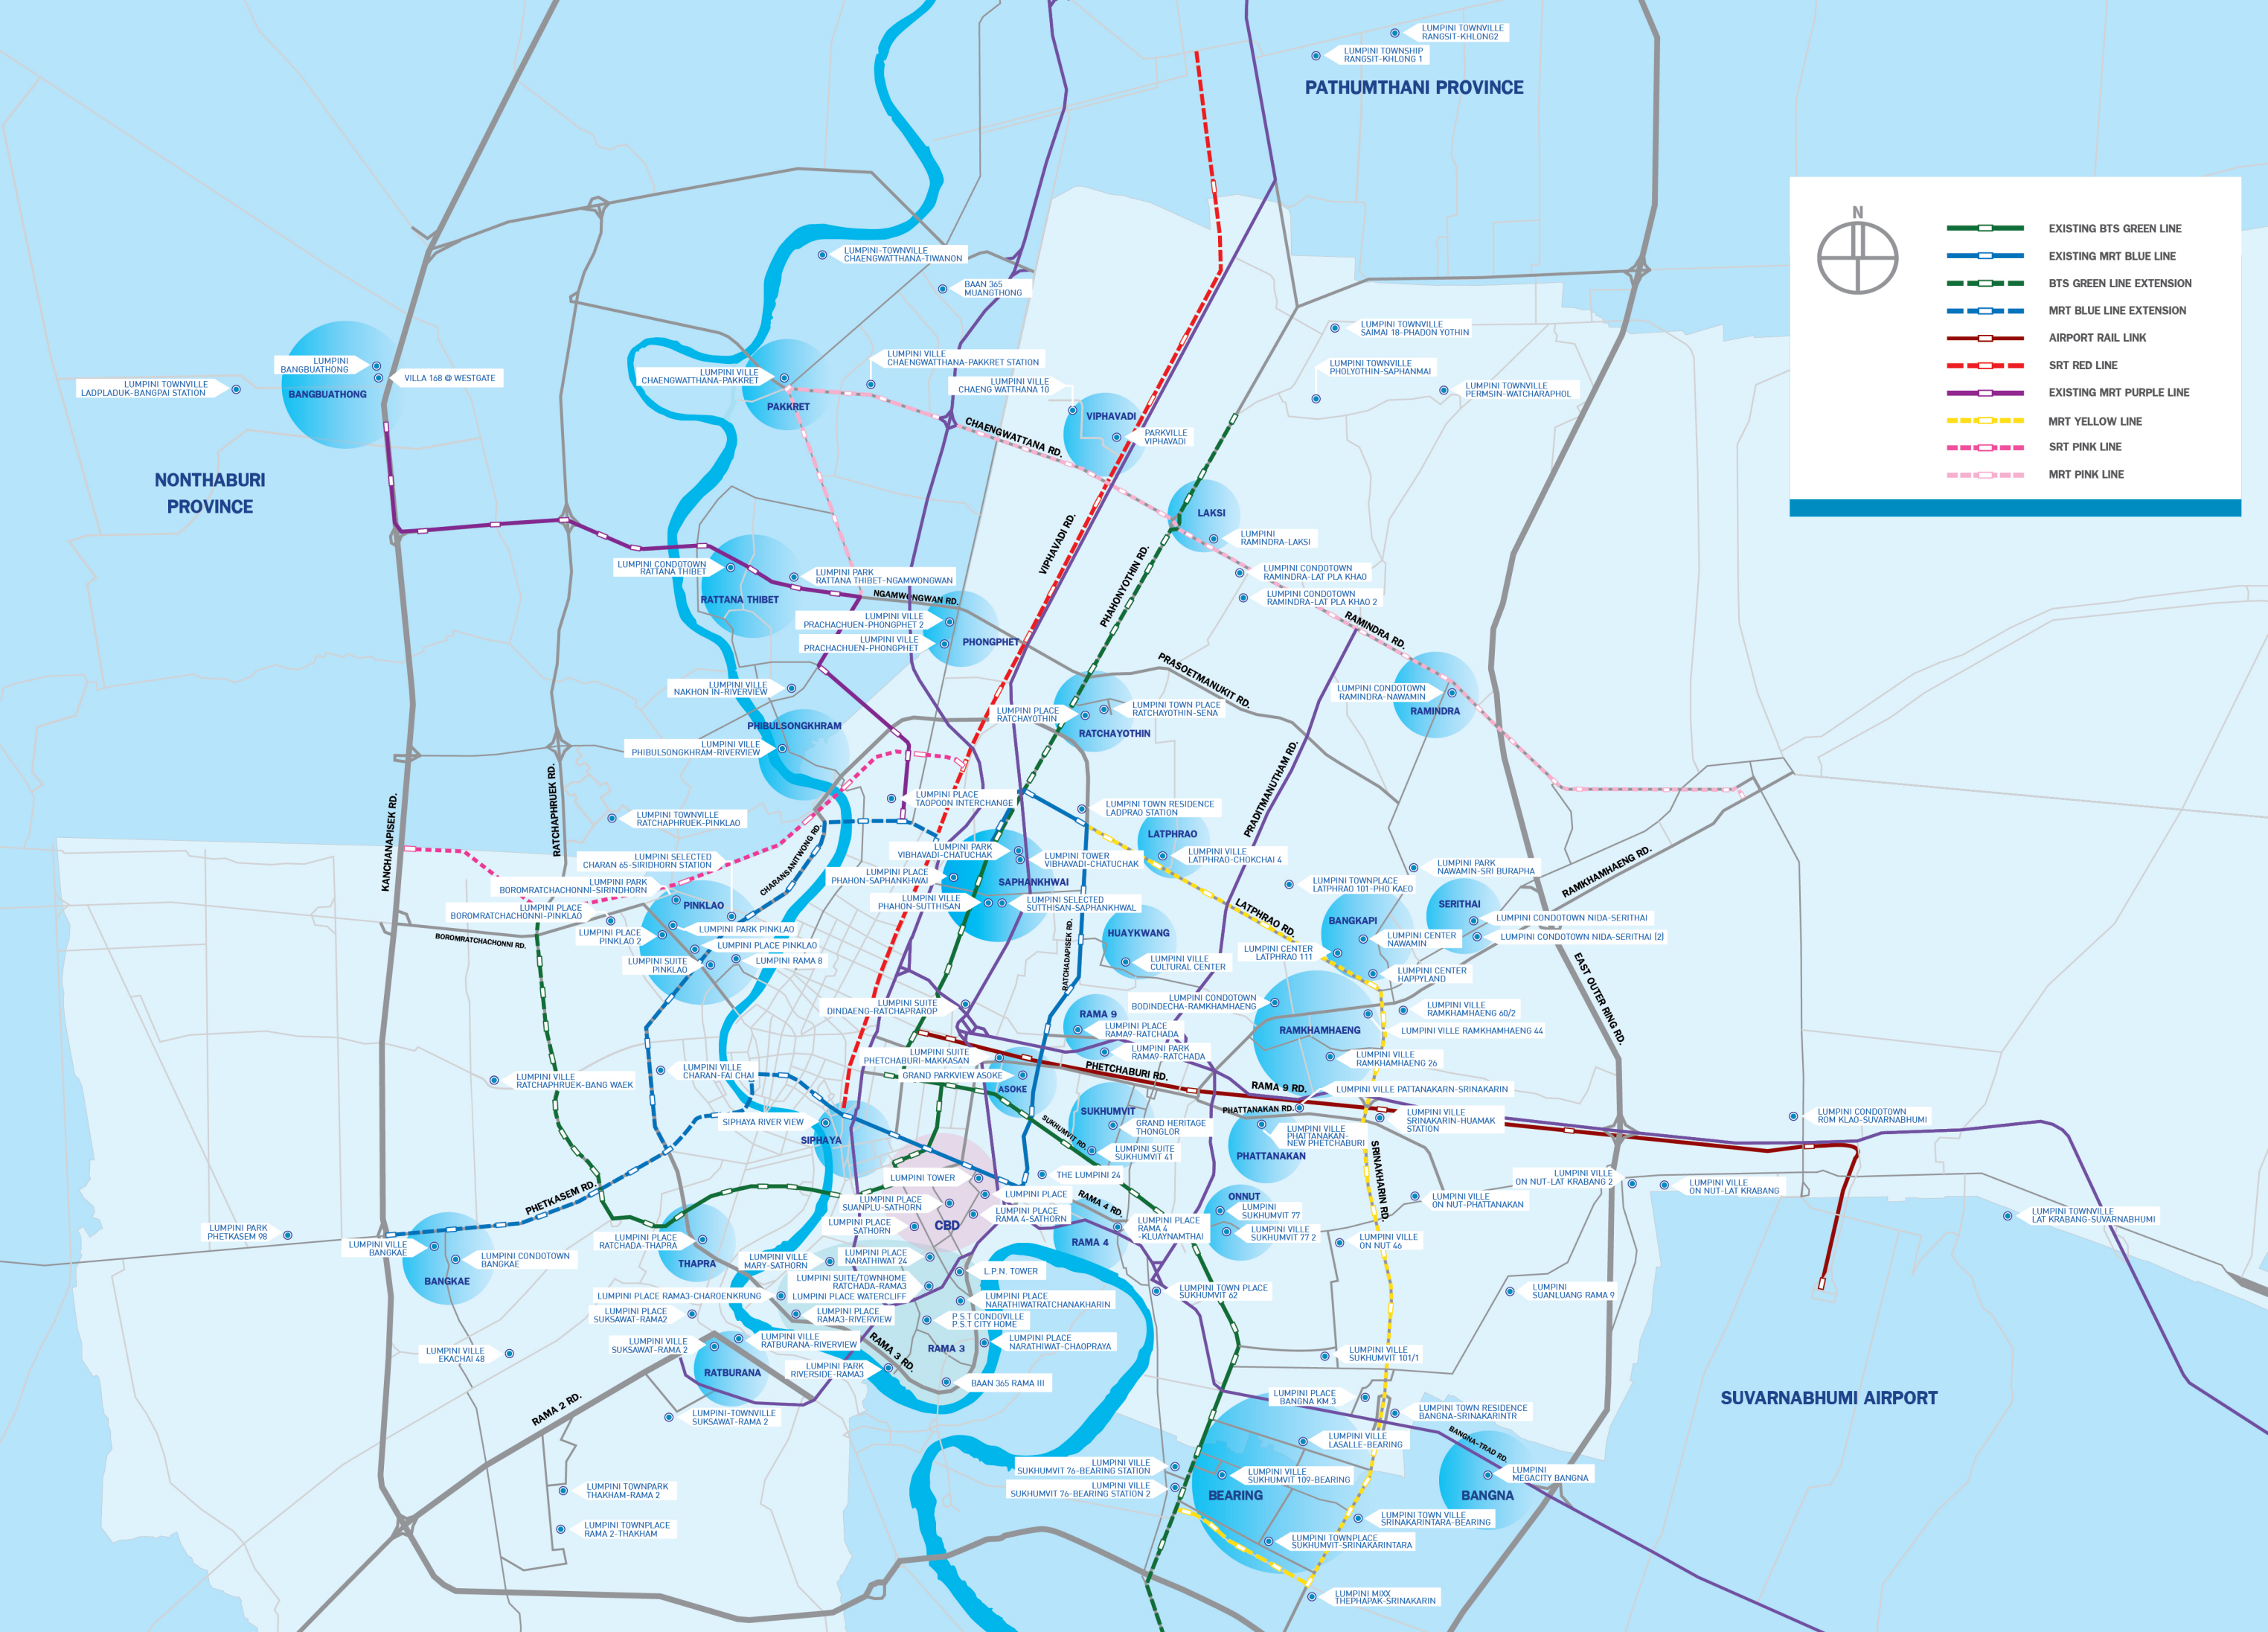 LUMPINI TOWNVILLE
RANGSIT-KHLONG2
LUMPINI TOWNSHIP
RANGSIT-KHLONG 1
PATHUMTHANI PROVINCE
N
EXISTING BTS GREEN LINE
EXISTING MRT BLUE LINE
BTS GREEN LINE EXTENSION
MRT BLUE LINE EXTENSION
AIRPORT RAIL LINK
SRT RED LINE
EXISTING MRT PURPLE LINE
MRT YELLOW LINE
SRT PINK LINE
MRT PINK LINE
LUMPINI-TOWNVILLE
CHAENGWATTHANA-TIWANON
BAAN 365
MUANGTHONG
LUMPINI TOWNVILLE
SAIMAI 18-PHADON YOTHIN
LUMPINI
BANGBUATHONG
VILLA 168 @ WESTGATE
LUMPINI TOWNVILLE
LADPLADUK-BANGPAI STATION
BANGBUATHONG
LUMPINI VILLE
CHAENGWATTHANA-PAKKRET STATION
LUMPINI VILLE
CHAENGWATTHANA-PAKKRET
PAKKRET
LUMPINI VILLE
CHAENG WATTHANA 10
LUMPINI TOWNVILLE
PHOLYOTHIN-SAPHANMAI
LUMPINI TOWNVILLE
PERMSIN-WATCHARAPHOL
VIPHAVADI
PARKVILLE
VIPHAVADI
CHAENGWATTANA RD.
NONTHABURI
PROVINCE
LAKSI
LUMPINI
RAMINDRA-LAKSI
VIPHAVADI RD.
PHAHONYOTHIN RD.
LUMPINI CONDOTOWN
RATTANA THIBET
LUMPINI PARK
RATTANA THIBET-NGAMWONGWAN
RATTANA THIBET
NGAMWONGWAN RD.
LUMPINI CONDOTOWN
RAMINDRA-LAT PLA KHAO
LUMPINI CONDOTOWN
RAMINDRA-LAT PLA KHAO 2
RAMINDRA RD.
LUMPINI VILLE
PRACHACHUEN-PHONGPHET 2
LUMPINI VILLE
PRACHACHUEN-PHONGPHET
PHONGPHET
PRASOETMANUKIT RD.
LUMPINI VILLE
NAKHON IN-RIVERVIEW
LUMPINI CONDOTOWN
RAMINDRA-NAWAMIN
RAMINDRA
LUMPINI PLACE
RATCHAYOTHIN
LUMPINI TOWN PLACE
RATCHAYOTHIN-SENA
RATCHAYOTHIN
PHIBULSONGKHRAM
LUMPINI VILLE
PHIBULSONGKHRAM-RIVERVIEW
PRADITMANUTHAM RD.
KANCHANAPISEK RD.
RATCHAPHRUEK RD.
LUMPINI PLACE
TAOPOON INTERCHANGE
LUMPINI TOWN RESIDENCE
LADPRAO STATION
LUMPINI TOWNVILLE
RATCHAPHRUEK-PINKLAO
CHARANSANITWONG RD.
LATPHRAO
LUMPINI VILLE
LATPHRAO-CHOKCHAI 4
LUMPINI SELECTED
CHARAN 65-SIRIDHORN STATION
LUMPINI PARK
VIBHAVADI-CHATUCHAK
LUMPINI TOWER
VIBHAVADI-CHATUCHAK
LUMPINI PLACE
PHAHON-SAPHANKHWAI
SAPHANKHWAI
LUMPINI PARK
NAWAMIN-SRI BURAPHA
RAMKHAMHAENG RD.
LUMPINI PARK
BOROMRATCHACHONNI-SIRINDHORN
LUMPINI TOWNPLACE
LATPHRAO 101-PHO KAEO
LUMPINI VILLE
PHAHON-SUTTHISAN
LUMPINI SELECTED
SUTTHISAN-SAPHANKHWAL
PINKLAO
LUMPINI PLACE
BOROMRATCHACHONNI-PINKLAO
LATPHRAO RD.
SERITHAI
BANGKAPI
LUMPINI CONDOTOWN NIDA-SERITHAI
LUMPINI CONDOTOWN NIDA-SERITHAI (2)
LUMPINI PLACE
PINKLAO 2
LUMPINI PARK PINKLAO
LUMPINI PLACE PINKLAO
LUMPINI SUITE
PINKLAO
LUMPINI RAMA 8
BOROMRATCHACHONNI RD.
HUAYKWANG
LUMPINI VILLE
CULTURAL CENTER
LUMPINI CENTER
NAWAMIN
LUMPINI CENTER
LATPHRAO 111
LUMPINI CENTER
HAPPYLAND
RATCHADAPISEK RD.
EAST OUTER RING RD.
LUMPINI SUITE
DINDAENG-RATCHAPRAROP
LUMPINI CONDOTOWN
BODINDECHA-RAMKHAMHAENG
LUMPINI VILLE
RAMKHAMHAENG 60/2
RAMA 9
LUMPINI PLACE
RAMA9-RATCHADA
LUMPINI PARK
RAMA9-RATCHADA
RAMKHAMHAENG
LUMPINI VILLE RAMKHAMHAENG 44
LUMPINI VILLE
RAMKHAMHAENG 26
LUMPINI SUITE
PHETCHABURI-MAKKASAN
GRAND PARKVIEW ASOKE
ASOKE
PHETCHABURI RD.
RAMA 9 RD.
LUMPINI VILLE PATTANAKARN-SRINAKARIN
LUMPINI VILLE
RATCHAPHRUEK-BANG WAEK
LUMPINI VILLE
CHARAN-FAI CHAI
PHATTANAKAN RD.
LUMPINI VILLE
SRINAKARIN-HUAMAK
STATION
LUMPINI CONDOTOWN
ROM KLAO-SUVARNABHUMI
SIPHAYA RIVER VIEW
SIPHAYA
SUKHUMVIT RD.
SUKHUMVIT
GRAND HERITAGE
THONGLOR
LUMPINI SUITE
SUKHUMVIT 41
LUMPINI VILLE
PHATTANAKAN-
NEW PHETCHABURI
PHATTANAKAN
SRINAKHARIN RD.
LUMPINI TOWER
THE LUMPINI 24
LUMPINI VILLE
ON NUT-LAT KRABANG 2
LUMPINI VILLE
ON NUT-LAT KRABANG
LUMPINI VILLE
ON NUT-PHATTANAKAN
PHETKASEM RD.
LUMPINI PLACE
LUMPINI PLACE
SUANPLU-SATHORN
LUMPINI PLACE
RAMA 4-SATHORN
RAMA 4 RD.
ONNUT
LUMPINI
SUKHUMVIT 77
LUMPINI VILLE
SUKHUMVIT 77 2
LUMPINI TOWNVILLE
LAT KRABANG-SUVARNABHUMI
LUMPINI PARK
PHETKASEM 98
LUMPINI PLACE
SATHORN
CBD
LUMPINI PLACE
RAMA 4
-KLUAYNAMTHAI
RAMA 4
LUMPINI VILLE
ON NUT 46
LUMPINI VILLE
BANGKAE
LUMPINI CONDOTOWN
BANGKAE
BANGKAE
LUMPINI PLACE
RATCHADA-THAPRA
THAPRA
LUMPINI VILLE
MARY-SATHORN
LUMPINI PLACE
NARATHIWAT 24
L.P.N. TOWER
LUMPINI SUITE/TOWNHOME
RATCHADA-RAMA3
LUMPINI PLACE RAMA3-CHAROENKRUNG
LUMPINI PLACE WATERCLIFF
LUMPINI PLACE
NARATHIWATRATCHANAKHARIN
LUMPINI TOWN PLACE
SUKHUMVIT 62
LUMPINI
SUANLUANG RAMA 9
LUMPINI PLACE
SUKSAWAT-RAMA2
LUMPINI PLACE
RAMA3-RIVERVIEW
P.S.T CONDOVILLE
P.S.T CITY HOME
LUMPINI VILLE
SUKSAWAT-RAMA 2
LUMPINI VILLE
RATBURANA-RIVERVIEW
RAMA 3 RD.
RAMA 3
LUMPINI PLACE
NARATHIWAT-CHAOPRAYA
LUMPINI VILLE
EKACHAI 48
LUMPINI VILLE
SUKHUMVIT 101/1
RATBURANA
LUMPINI PARK
RIVERSIDE-RAMA3
BAAN 365 RAMA III
RAMA 2 RD.
LUMPINI PLACE
BANGNA KM.3
SUVARNABHUMI AIRPORT
LUMPINI-TOWNVILLE
SUKSAWAT-RAMA 2
LUMPINI TOWN RESIDENCE
BANGNA-SRINAKARINTR
BANGNA-TRAD RD.
LUMPINI VILLE
LASALLE-BEARING
LUMPINI VILLE
SUKHUMVIT 76-BEARING STATION
LUMPINI VILLE
SUKHUMVIT 109-BEARING
LUMPINI
MEGACITY BANGNA
LUMPINI VILLE
SUKHUMVIT 76-BEARING STATION 2
BEARING
BANGNA
LUMPINI TOWNPARK
THAKHAM-RAMA 2
LUMPINI TOWN VILLE
SRINAKARINTARA-BEARING
LUMPINI TOWNPLACE
RAMA 2-THAKHAM
LUMPINI TOWNPLACE
SUKHUMVIT-SRINAKARINTARA
LUMPINI MIXX
THEPHAPAK-SRINAKARIN